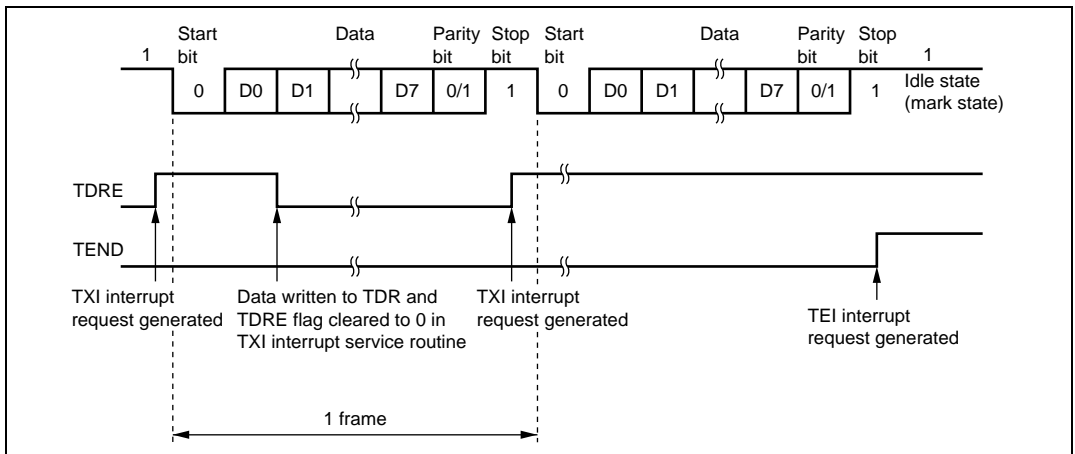 Start Data Parity Stop Start Data Parity Stop
1 bit bit bit bit bit bit 1
0 D0 D1 D7 0/1 1 0 D0 D1 D7 0/1 1 Idle state
(mark state)
TDRE
TEND
TXI interrupt
request generated
Data written to TDR and
TDRE flag cleared to 0 in
TXI interrupt service routine
TXI interrupt
request generated
TEI interrupt
request generated
1 frame